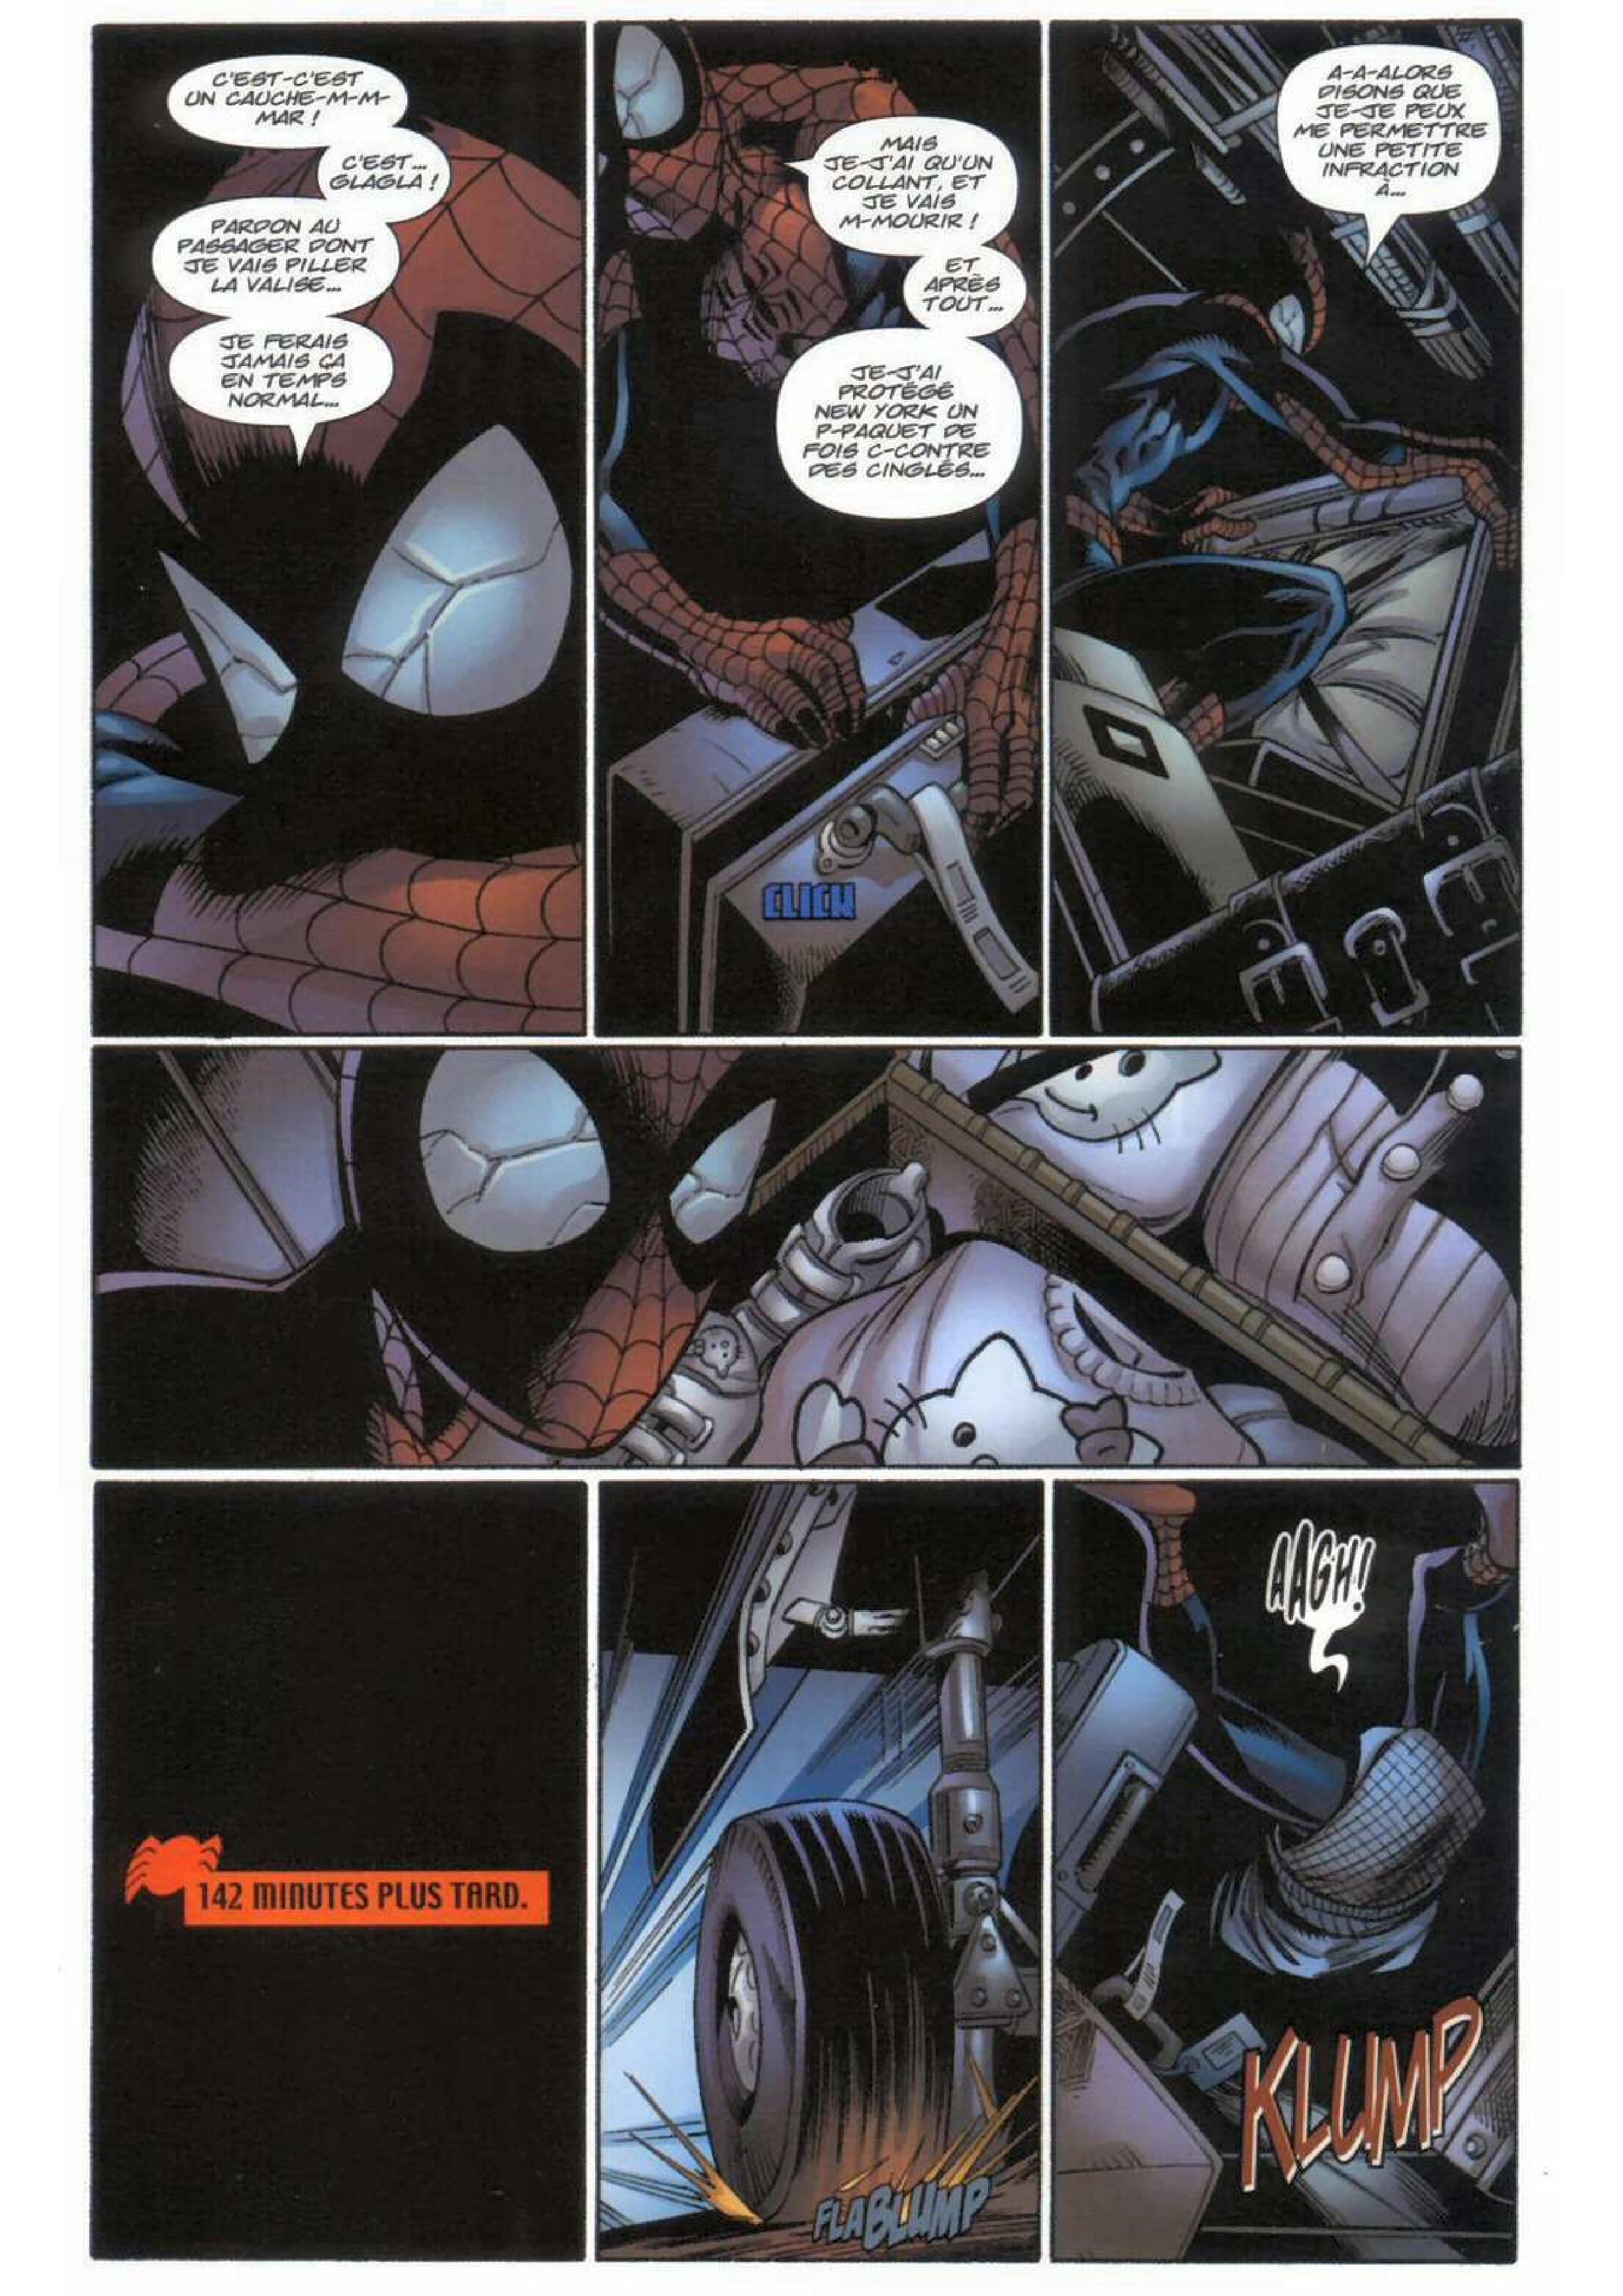 C'EST-C'EST
UN CAUCHE-M-M-
MAR !
C'EST...
GLAGLA !
PARDON AU
PASSAGER DONT
JE VAIS PILLER
LA VALISE...
JE FERAIS
JAMAIS ÇA
EN TEMPS
NORMAL...
MAIS
JE-J'AI QU'UN
COLLANT, ET
JE VAIS
M-MOURIR !
ET
APRÈS
TOUT...
JE-J'AI
PROTÉGÉ
NEW YORK UN
P-PAQUET DE
FOIS C-CONTRE
DES CINGLÉS...
CLICK
A-A-ALORS
DISONS QUE
JE-JE PEUX
ME PERMETTRE
UNE PETITE
INFRACTION
À...
142 MINUTES PLUS TARD.
FLABLUMP
AAGH!
KLUMP